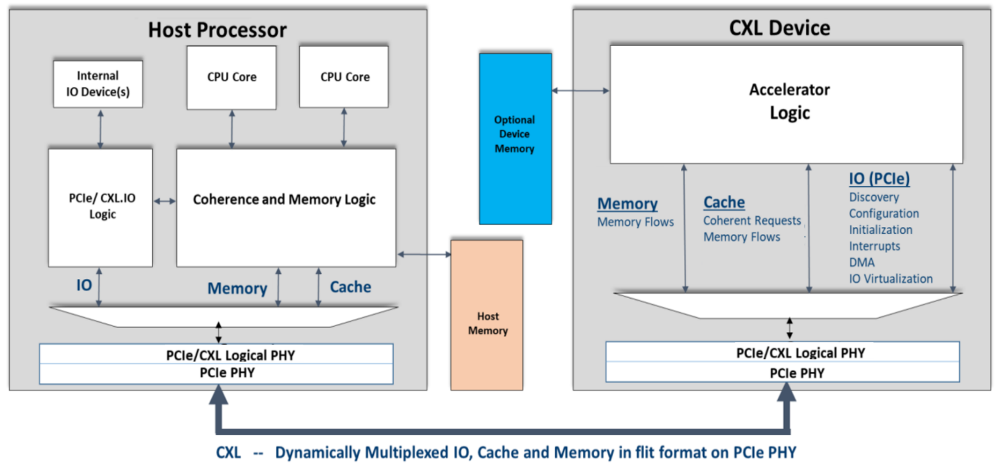 Host Processor
Internal
IO Device(s)
CPU Core
CPU Core
PCIe/ CXL.IO
Logic
Coherence and Memory Logic
IO
Memory
Cache
PCIe/CXL Logical PHY
PCIe PHY
Optional
Device
Memory
Host
Memory
CXL Device
Accelerator
Logic
Memory
Memory Flows
Cache
Coherent Requests
Memory Flows
IO (PCIe)
Discovery
Configuration
Initialization
Interrupts
DMA
IO Virtualization
PCIe/CXL Logical PHY
PCIe PHY
CXL -- Dynamically Multiplexed IO, Cache and Memory in flit format on PCIe PHY